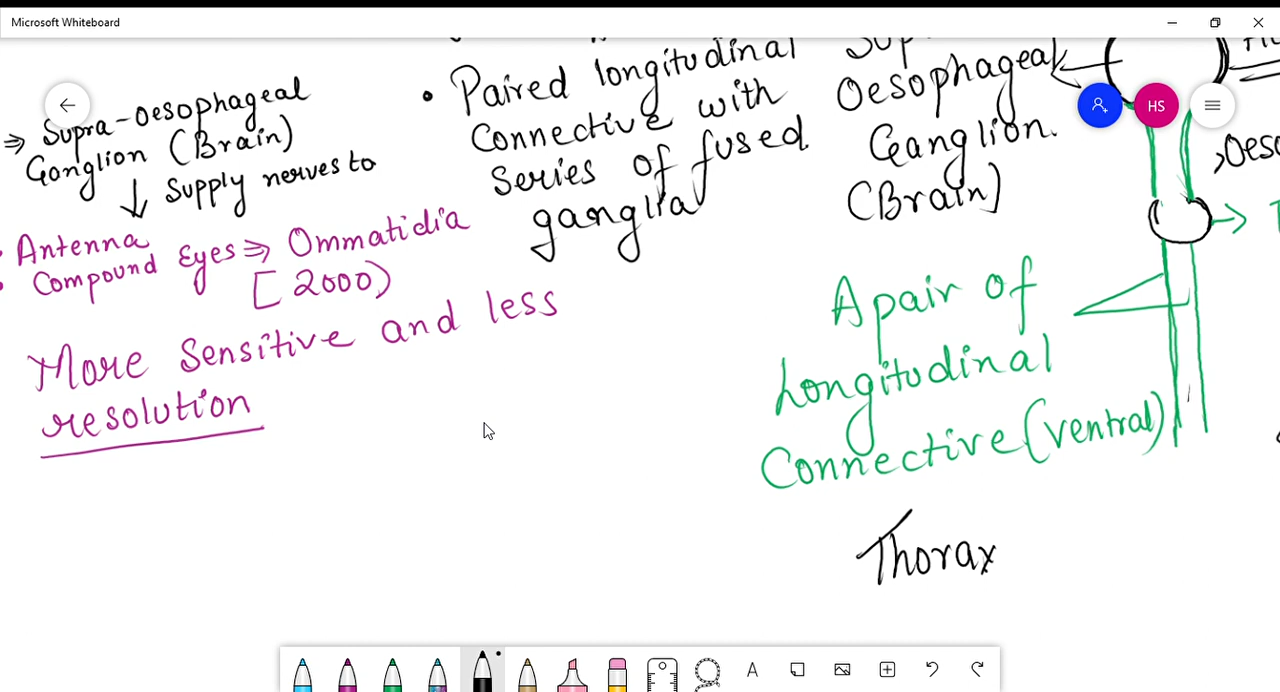 Microsoft Whiteboard
HS
⇒ Supra-Oesophageal
Ganglion (Brain)
↓ Supply nerves to
• Antenna
• Compound Eyes ⇒ Ommatidia
[2000)
More Sensitive and less
resolution
• Paired longitudinal
Connective with
Series of fused
ganglia
Oesophageal
Ganglion.
(Brain)
A pair of
Longitudinal
Connective (ventral)
Thorax
A